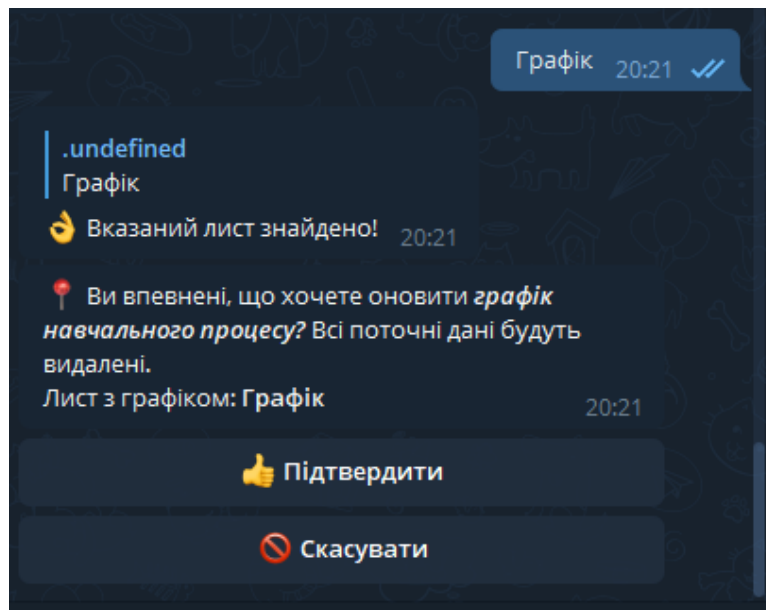 Графік 20:21
.undefined
Графік
👌 Вказаний лист знайдено! 20:21
📍 Ви впевнені, що хочете оновити графік
навчального процесу? Всі поточні дані будуть
видалені.
Лист з графіком: Графік 20:21
👍 Підтвердити
🚫 Скасувати